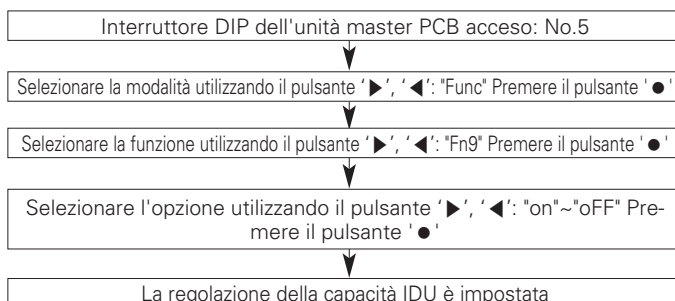 Interruttore DIP dell'unità master PCB acceso: No.5
Selezionare la modalità utilizzando il pulsante ‘▶’, ‘◀’: "Func" Premere il pulsante '●'
Selezionare la funzione utilizzando il pulsante ‘▶’, ‘◀’: "Fn9" Premere il pulsante '●'
Selezionare l'opzione utilizzando il pulsante ‘▶’, ‘◀’: "on"~"oFF" Pre-
mere il pulsante '●'
La regolazione della capacità IDU è impostata